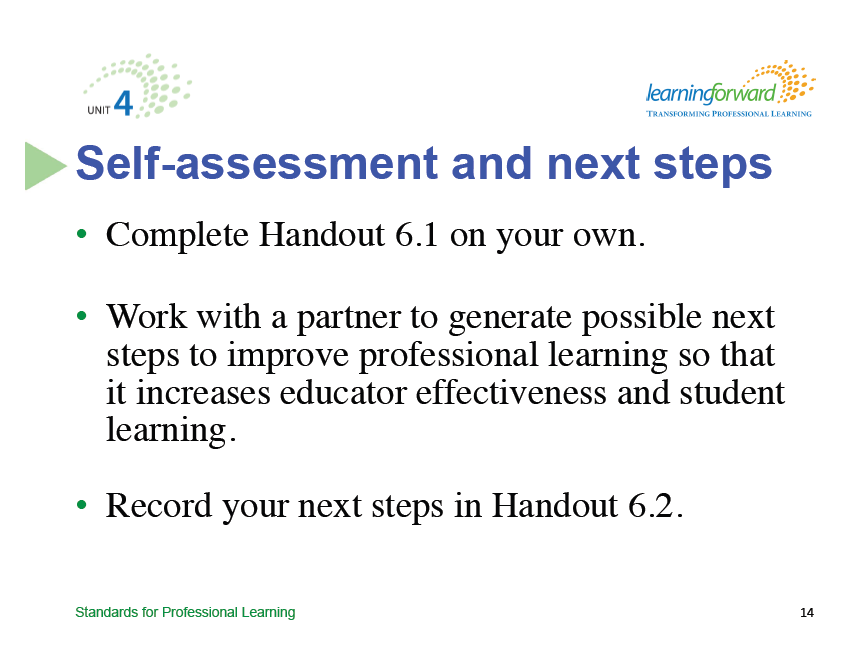 UNIT 4
learningforward
TRANSFORMING PROFESSIONAL LEARNING
Self-assessment and next steps
• Complete Handout 6.1 on your own.
• Work with a partner to generate possible next
steps to improve professional learning so that
it increases educator effectiveness and student
learning.
• Record your next steps in Handout 6.2.
Standards for Professional Learning
14